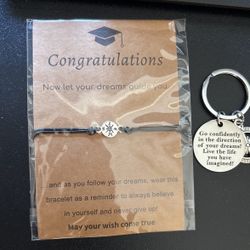 Congratulations
Now let your dreams guide you.
and as you follow your dreams, wear this
bracelet as a reminder to always believe
in yourself and never give up!
May your wish come true
Go confidently
in the direction
of your dreams!
Live the life
you have
imagined!